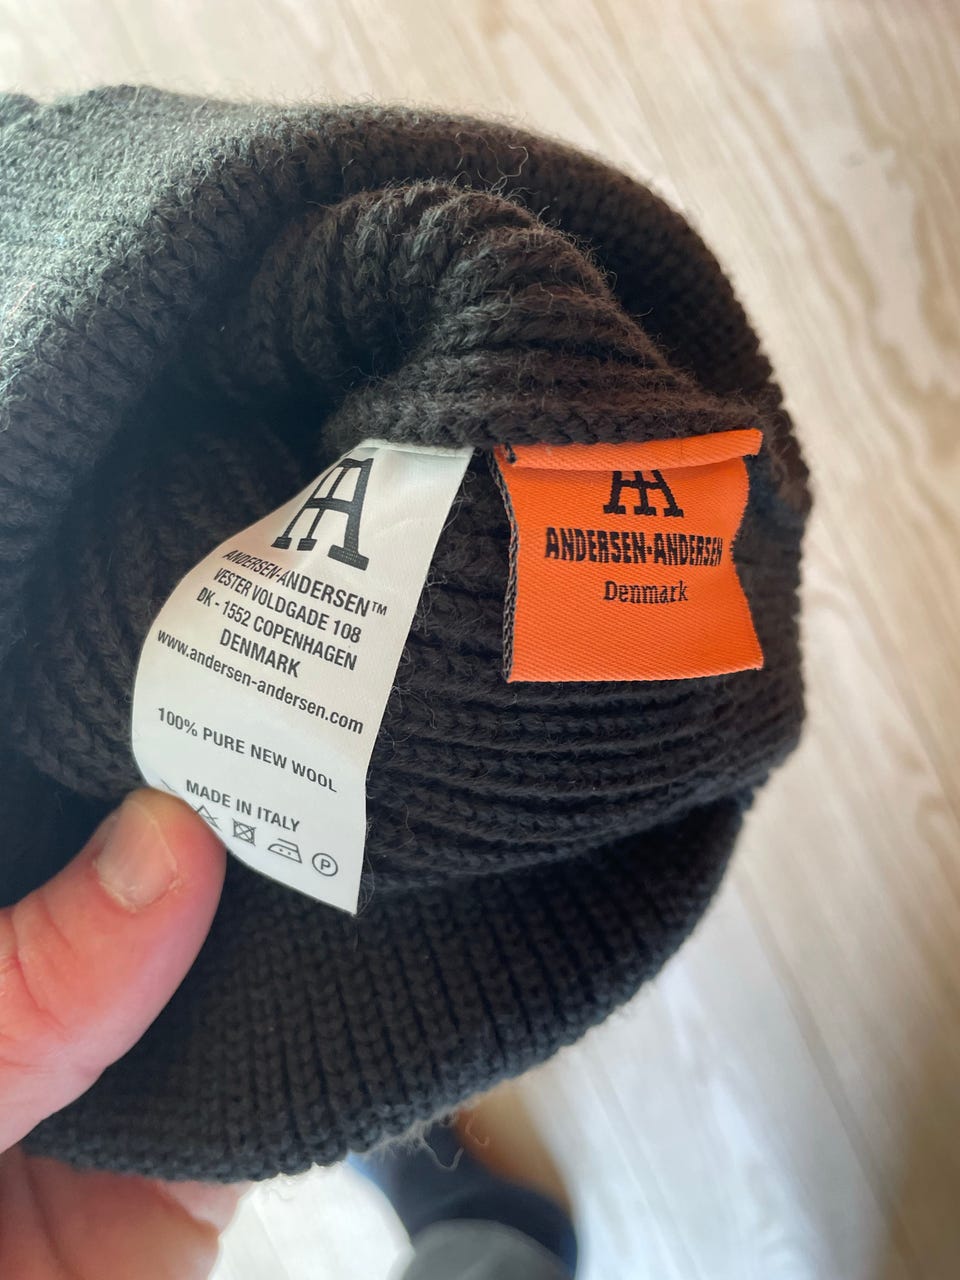 ANDERSEN-ANDERSEN™
VESTER VOLDGADE 108
DK - 1552 COPENHAGEN
DENMARK
www.andersen-andersen.com
100% PURE NEW WOOL
MADE IN ITALY
P
AA
ANDERSEN-ANDERSEN
Denmark